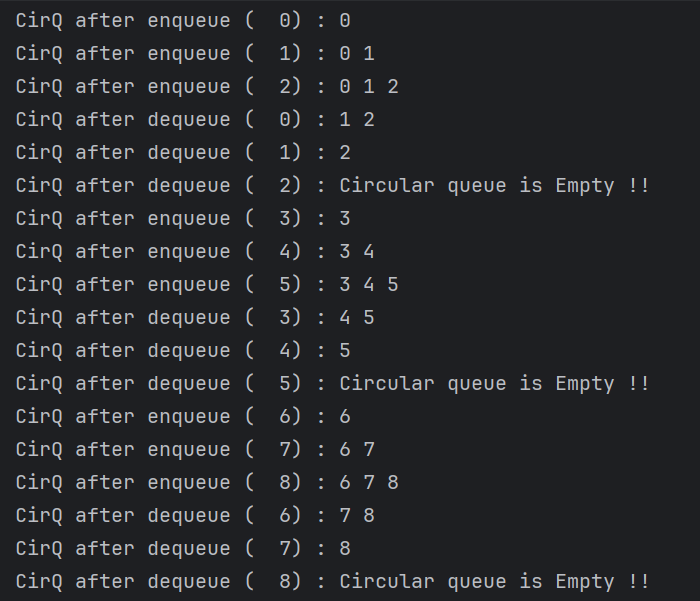 CirQ after enqueue (  0) : 0
CirQ after enqueue (  1) : 0 1
CirQ after enqueue (  2) : 0 1 2
CirQ after dequeue (  0) : 1 2
CirQ after dequeue (  1) : 2
CirQ after dequeue (  2) : Circular queue is Empty !!
CirQ after enqueue (  3) : 3
CirQ after enqueue (  4) : 3 4
CirQ after enqueue (  5) : 3 4 5
CirQ after dequeue (  3) : 4 5
CirQ after dequeue (  4) : 5
CirQ after dequeue (  5) : Circular queue is Empty !!
CirQ after enqueue (  6) : 6
CirQ after enqueue (  7) : 6 7
CirQ after enqueue (  8) : 6 7 8
CirQ after dequeue (  6) : 7 8
CirQ after dequeue (  7) : 8
CirQ after dequeue (  8) : Circular queue is Empty !!